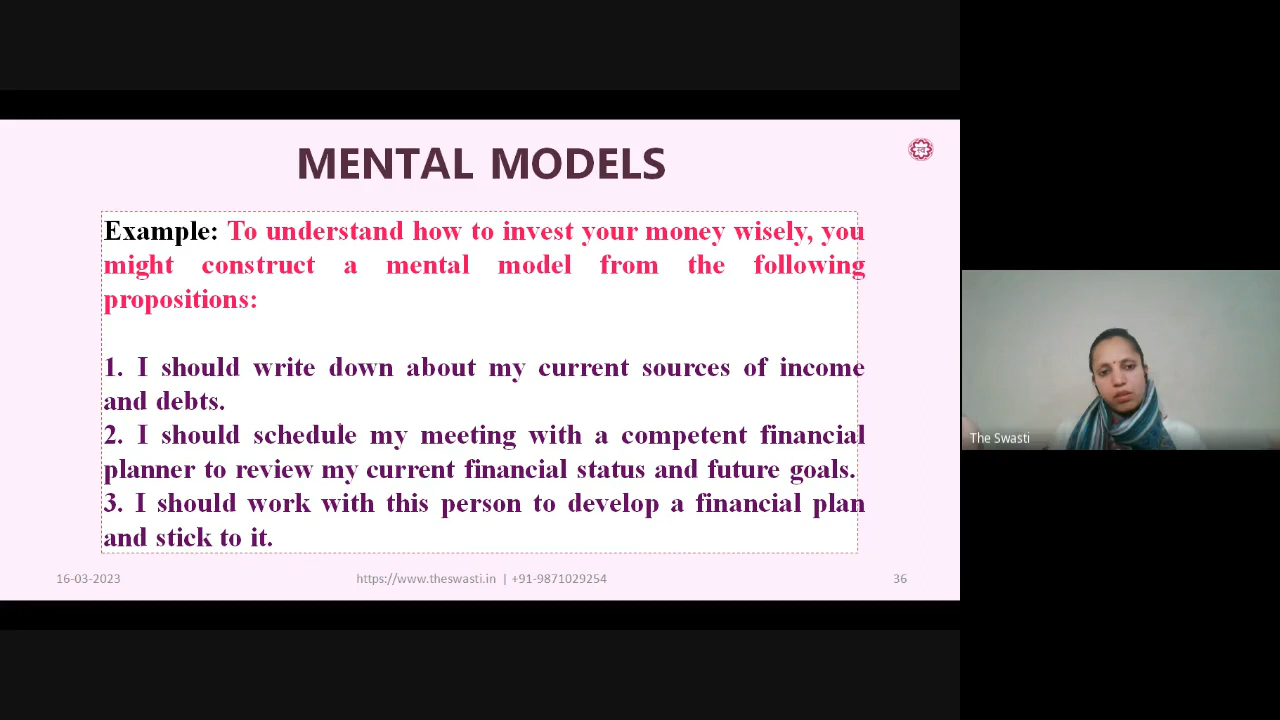 MENTAL MODELS
Example: To understand how to invest your money wisely, you
might construct a mental model from the following
propositions:
1. I should write down about my current sources of income
and debts.
2. I should schedule my meeting with a competent financial
planner to review my current financial status and future goals.
3. I should work with this person to develop a financial plan
and stick to it.
16-03-2023
https://www.theswasti.in | +91-9871029254
36
The Swasti